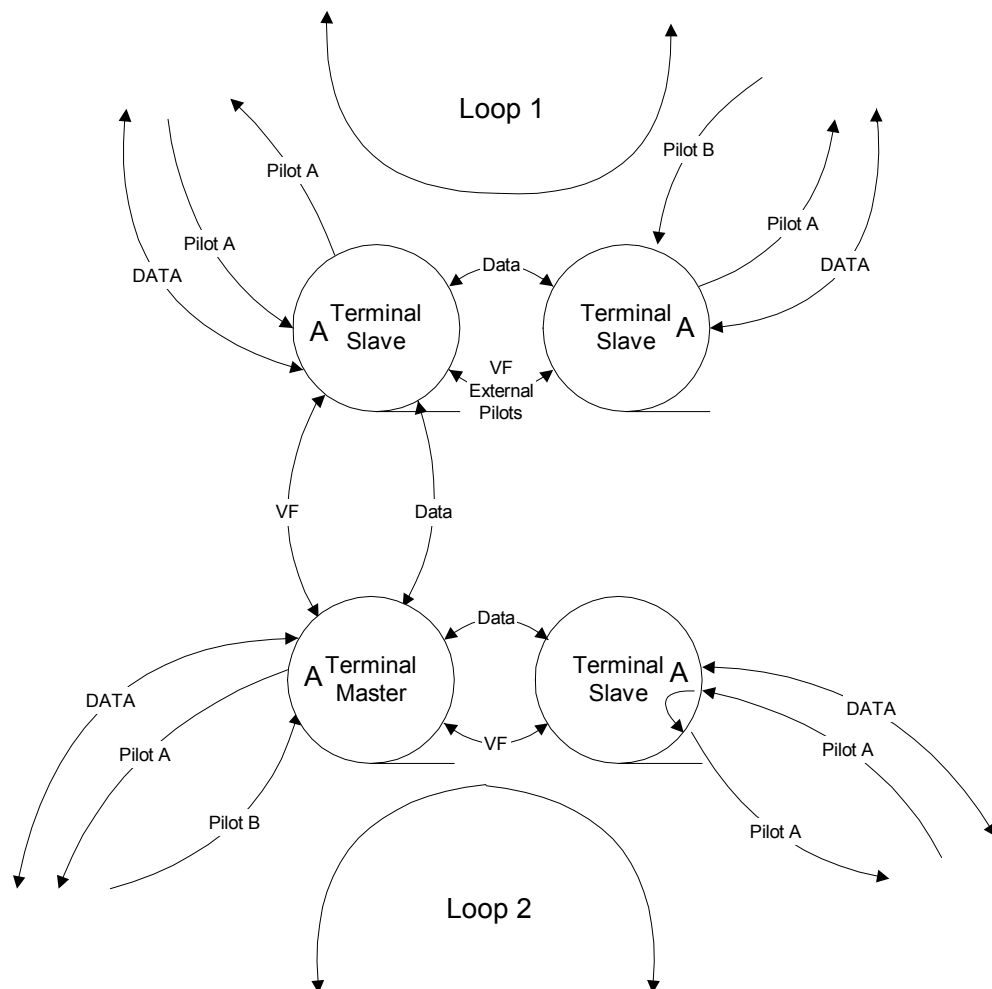 Loop 1
Pilot B
Pilot A
Pilot A
Pilot A
DATA
DATA
Data
A Terminal
Slave
Terminal A
Slave
VF
External
Pilots
VF
Data
Data
A Terminal
Master
Terminal A
Slave
DATA
DATA
VF
Pilot A
Pilot A
Pilot B
Pilot A
Loop 2